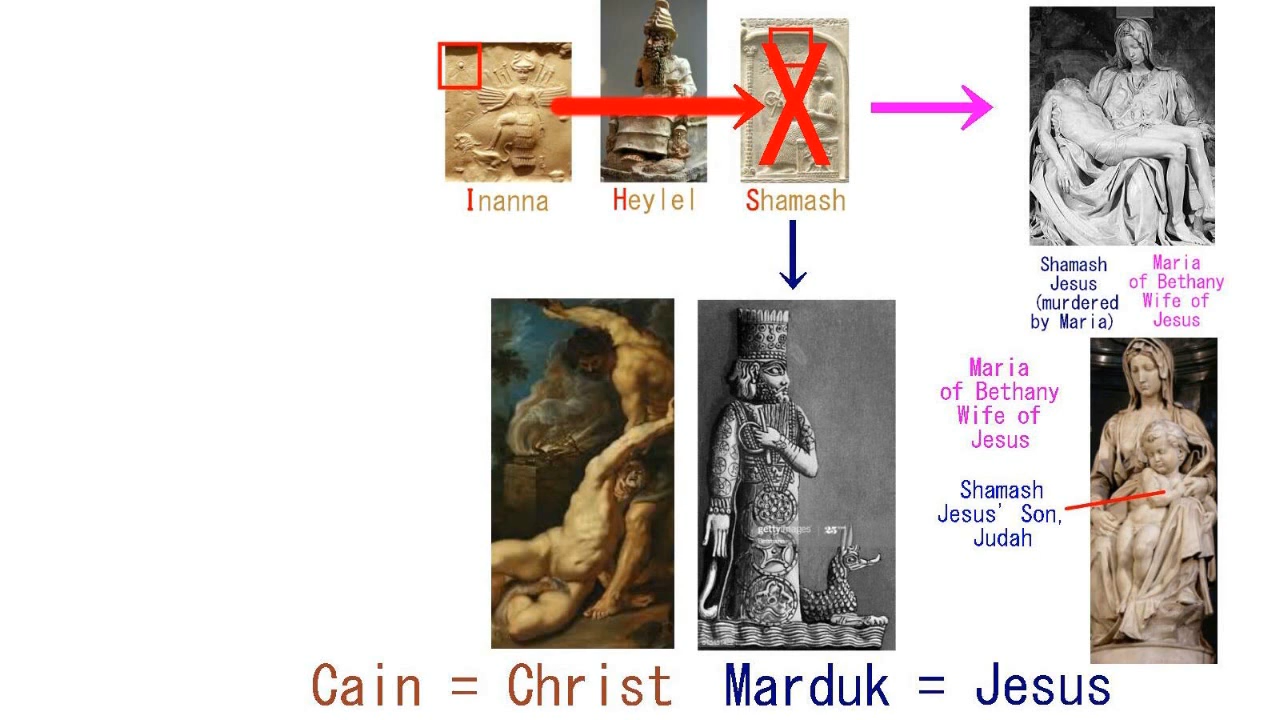 Inanna
Heylel
Shamash
Shamash
Jesus
(murdered
by Maria)
Maria
of Bethany
Wife of
Jesus
Maria
of Bethany
Wife of
Jesus
Shamash
Jesus' Son,
Judah
gettyimages
Cain = Christ
Marduk = Jesus